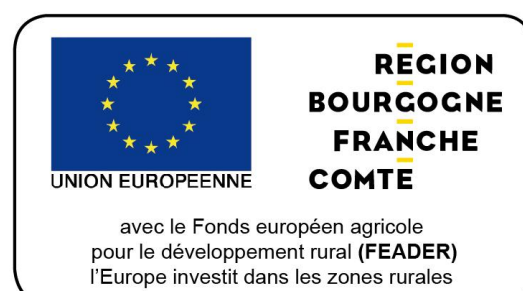 UNION EUROPEENNE
REGION
BOURGOGNE
FRANCHE
COMTE
avec le Fonds européen agricole
pour le développement rural (FEADER)
l'Europe investit dans les zones rurales